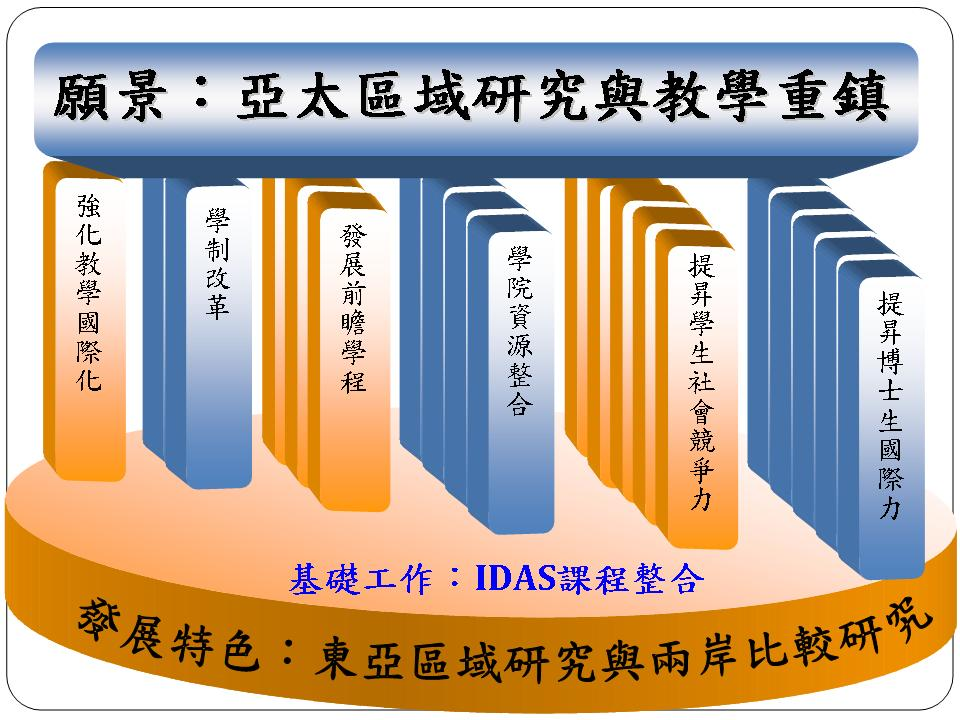 願景：亞太區域研究與教學重鎮
強化教學國際化
學制改革
發展前瞻學程
學院資源整合
提昇學生社會競爭力
提昇博士生國際力
基礎工作：IDAS課程整合
發展特色：東亞區域研究與兩岸比較研究